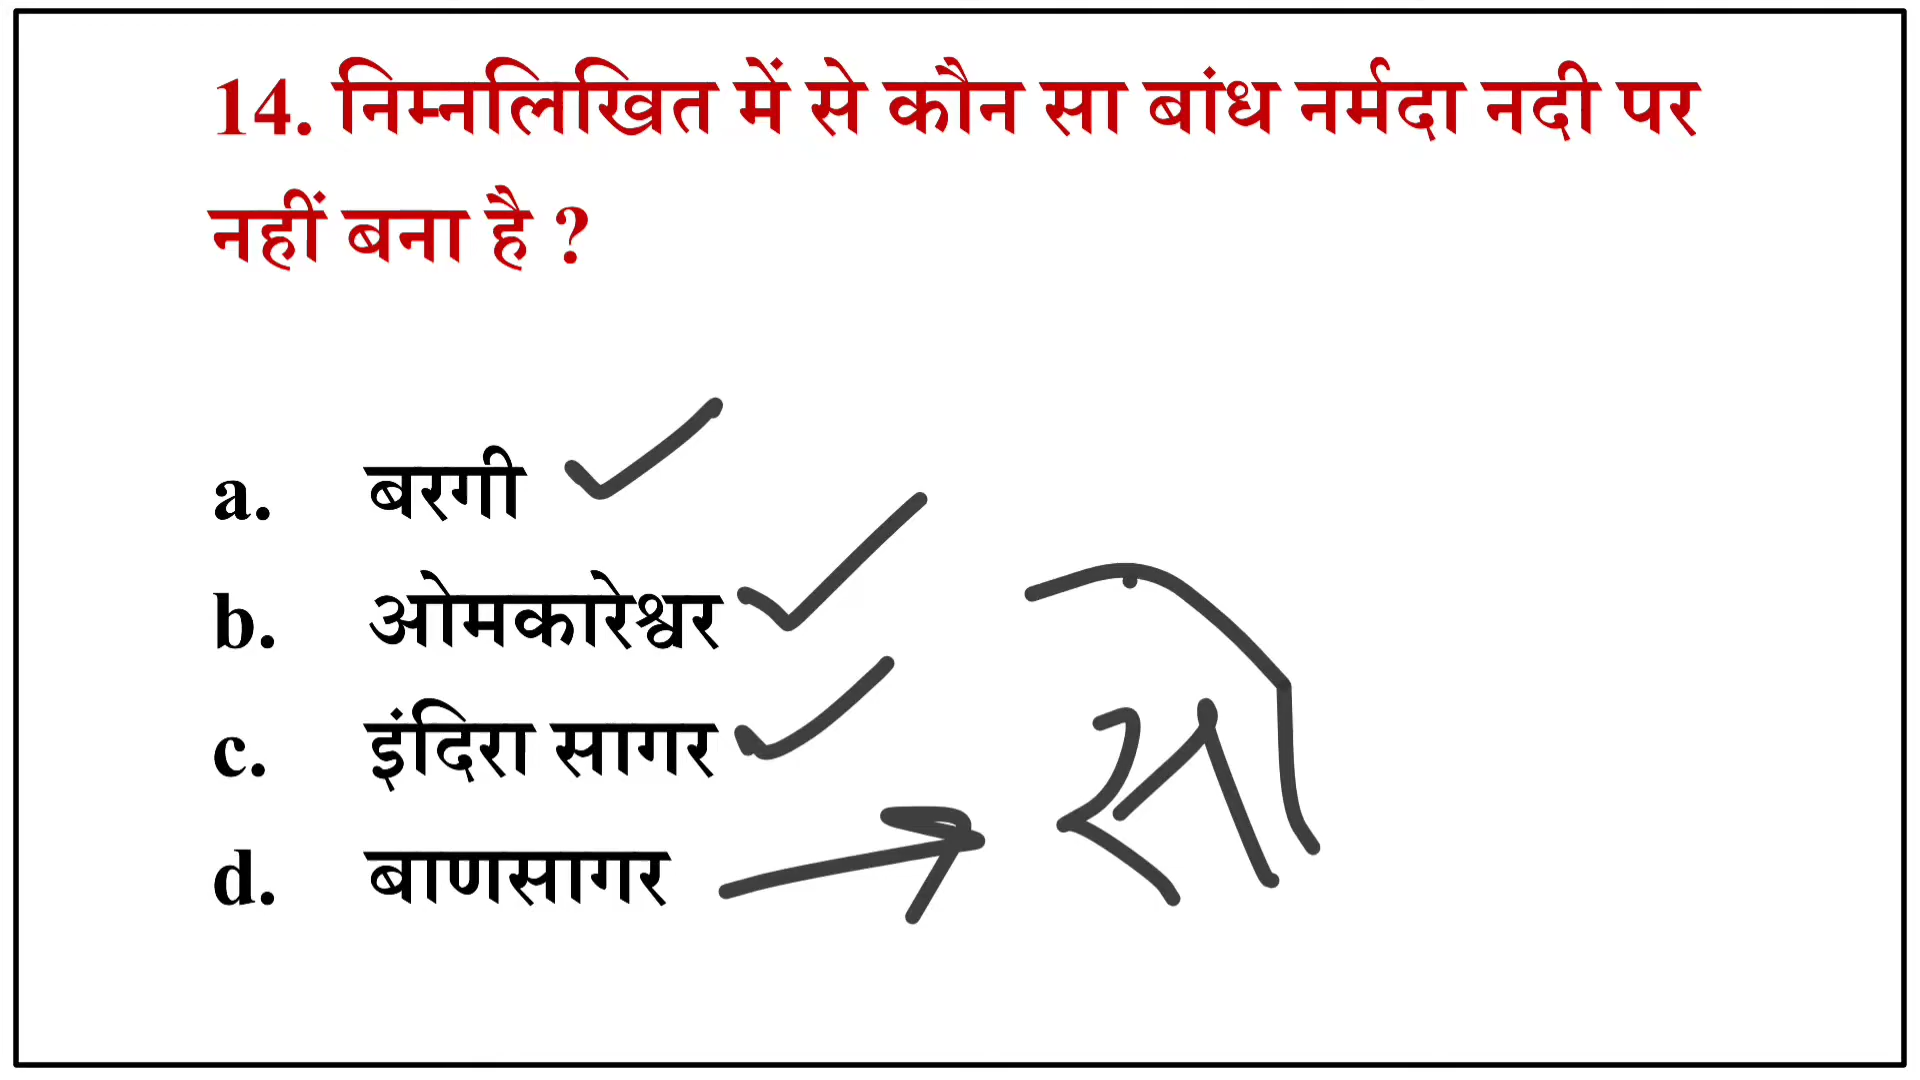 14. निम्नलिखित में से कौन सा बांध नर्मदा नदी पर
नहीं बना है ?
a. बरगी
b. ओमकारेश्वर
c. इंदिरा सागर
d. बाणसागर